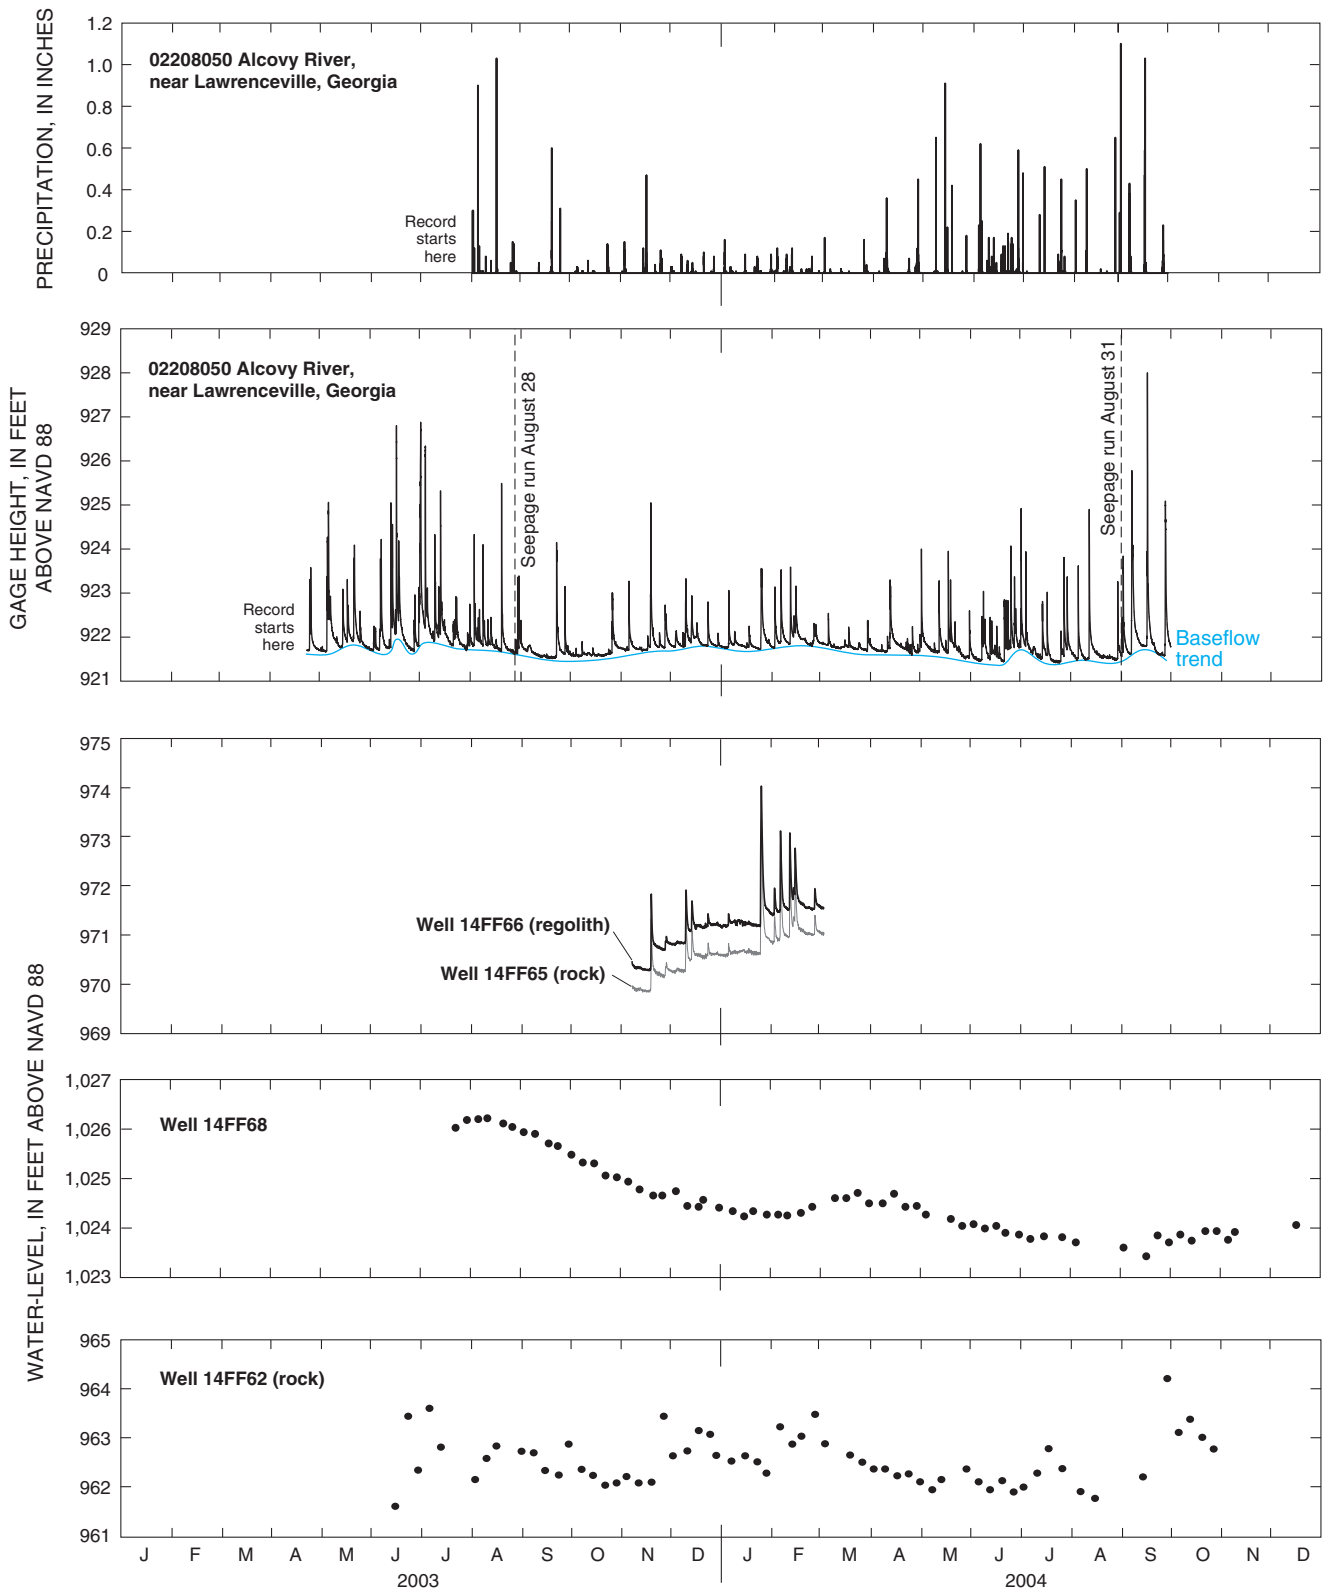 PRECIPITATION, IN INCHES
1.2
1.0
0.8
0.6
0.4
0.2
0
02208050 Alcovy River,
near Lawrenceville, Georgia
Record
starts
here
GAGE HEIGHT, IN FEET
ABOVE NAVD 88
929
928
927
926
925
924
923
922
921
02208050 Alcovy River,
near Lawrenceville, Georgia
Record
starts
here
Seepage run August 28
Seepage run August 31
Baseflow
trend
WATER-LEVEL, IN FEET ABOVE NAVD 88
975
974
973
972
971
970
969
Well 14FF66 (regolith)
Well 14FF65 (rock)
1,027
1,026
1,025
1,024
1,023
Well 14FF68
965
964
963
962
961
Well 14FF62 (rock)
J F M A M J J A S O N D J F M A M J J A S O N D
2003 2004